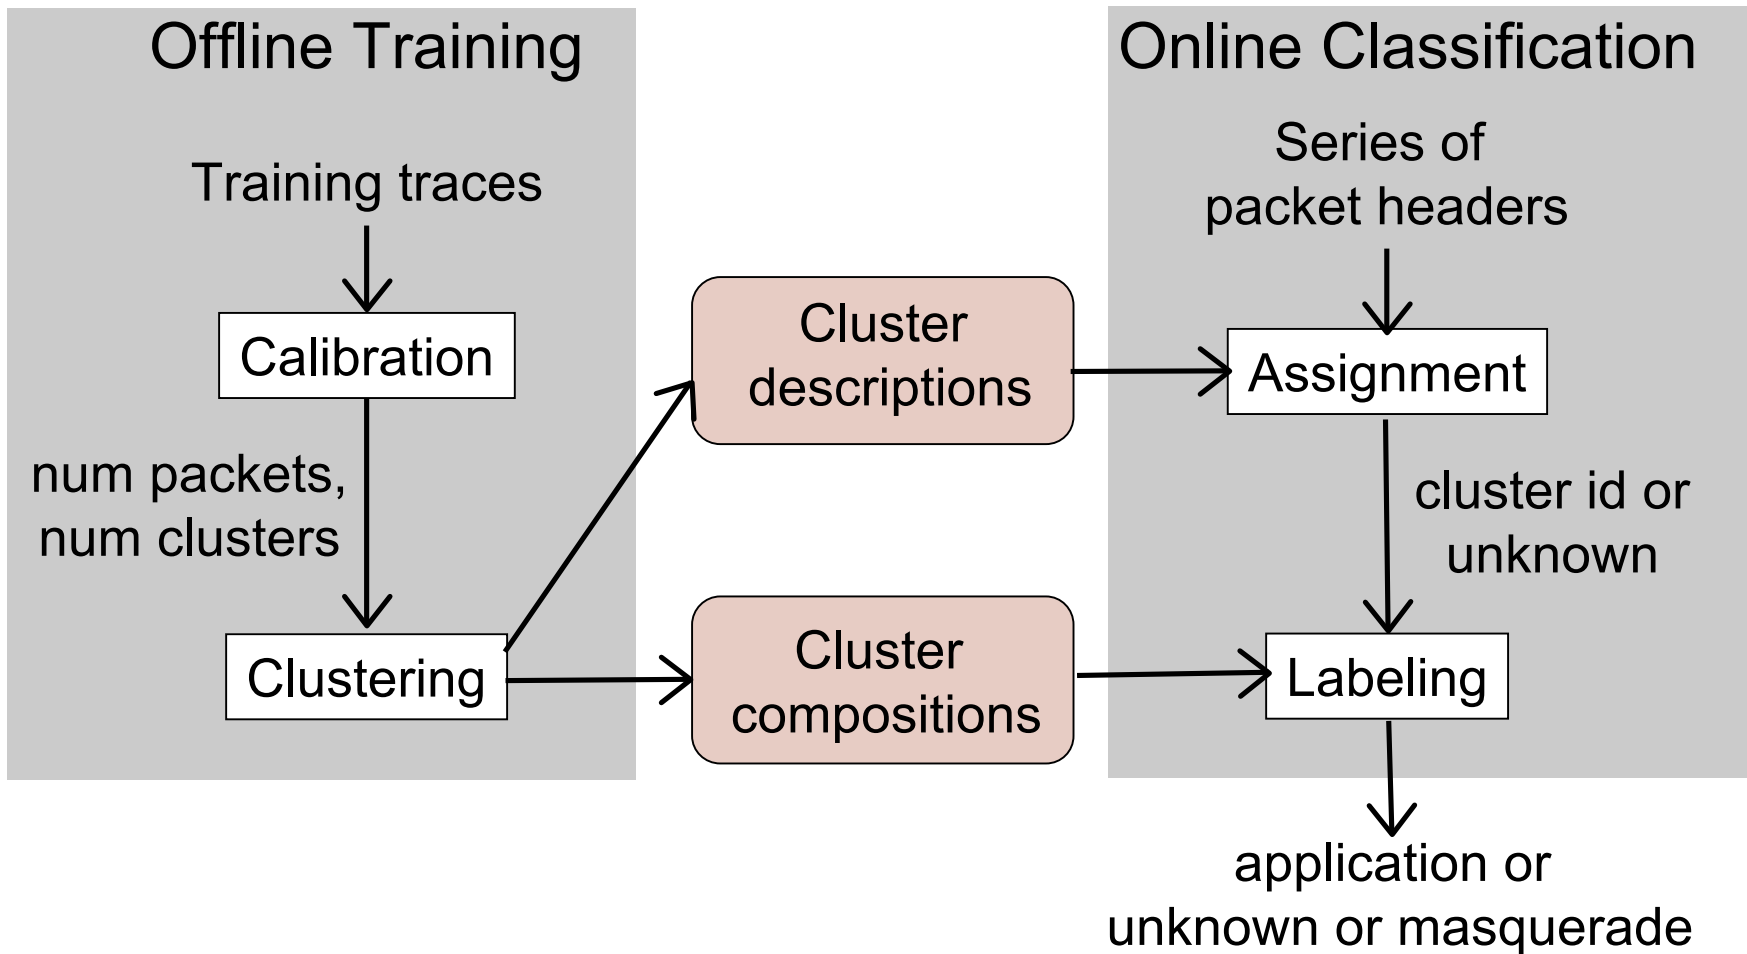 Offline Training
Training traces
Calibration
num packets,
num clusters
Clustering
Cluster
descriptions
Cluster
compositions
Online Classification
Series of
packet headers
Assignment
cluster id or
unknown
Labeling
application or
unknown or masquerade